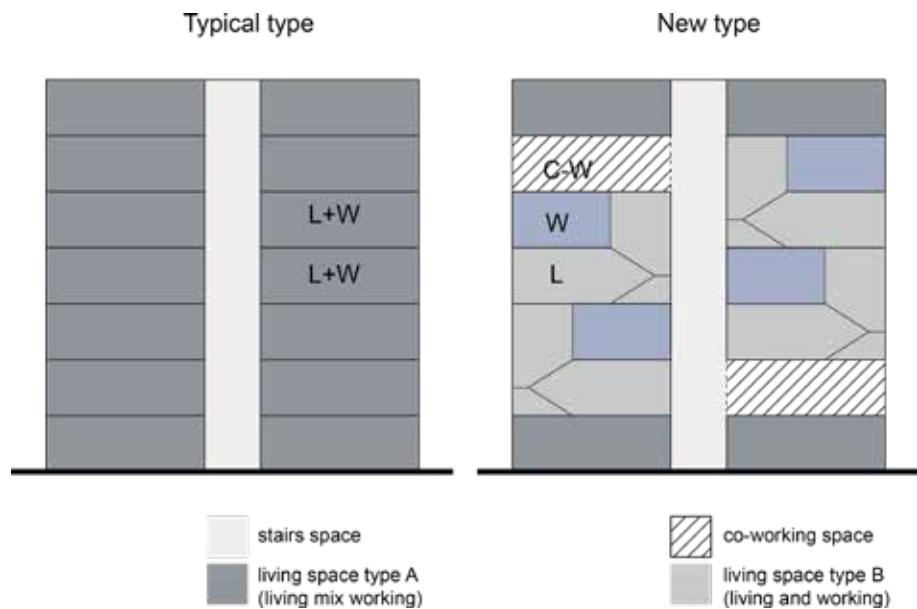 Typical type
New type
C-W
L+W
W
L+W
L
stairs space
living space type A
(living mix working)
co-working space
living space type B
(living and working)